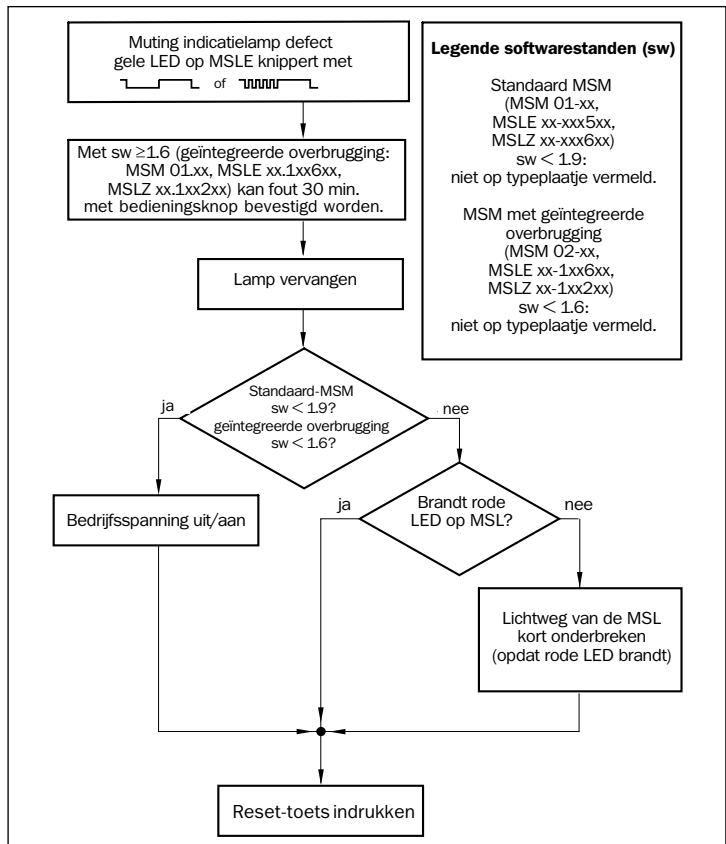 Muting indicatielamp defect
gele LED op MSLE knippert met
of
Met sw ≥1.6 (geïntegreerde overbrugging:
MSM 01.xx, MSLE xx.1xx6xx,
MSLZ xx.1xx2xx) kan fout 30 min.
met bedieningsknop bevestigd worden.
Lamp vervangen
Legende softwarestanden (sw)
Standaard MSM
(MSM 01-xx,
MSLE xx-xxx5xx,
MSLZ xx-xxx6xx)
sw < 1.9:
niet op typeplaatje vermeld.
MSM met geïntegreerde
overbrugging
(MSM 02-xx,
MSLE xx-1xx6xx,
MSLZ xx-1xx2xx)
sw < 1.6:
niet op typeplaatje vermeld.
Standaard-MSM
sw < 1.9?
geïntegreerde overbrugging
sw < 1.6?
ja
nee
Bedrijfsspanning uit/aan
Brandt rode
LED op MSL?
ja
nee
Lichtweg van de MSL
kort onderbreken
(opdat rode LED brandt)
Reset-toets indrukken